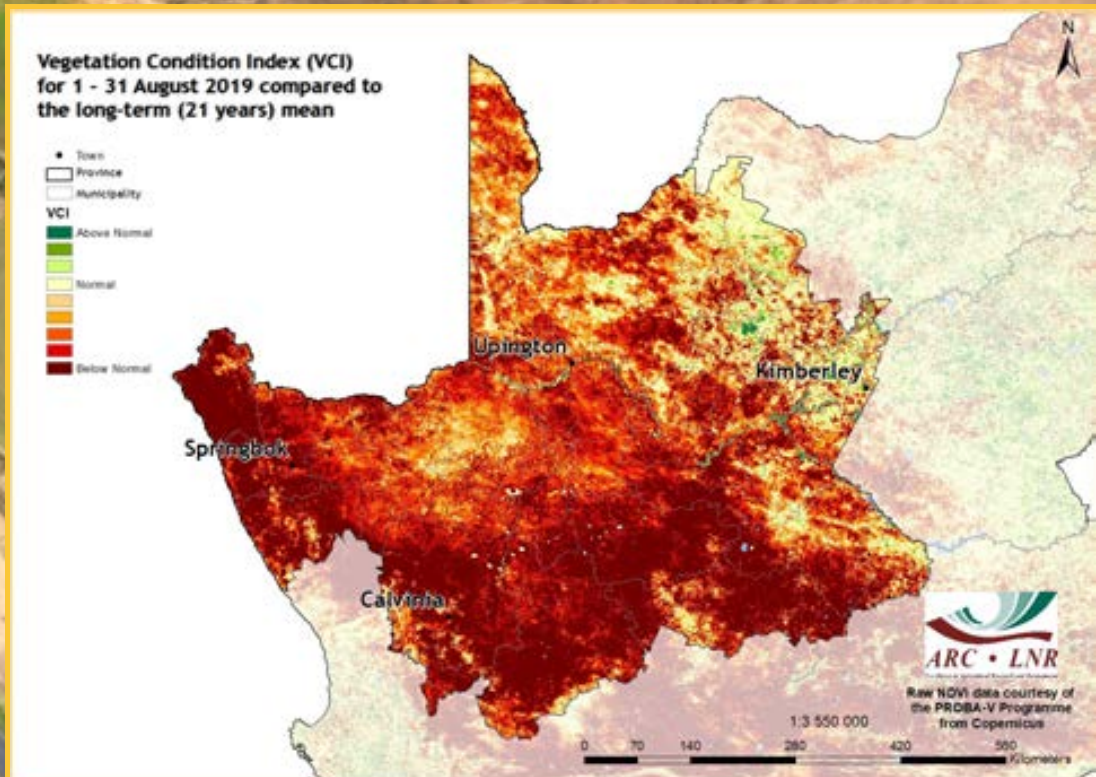 Vegetation Condition Index (VCI)
for 1 - 31 August 2019 compared to
the long-term (21 years) mean
N
Town
Province
Municipality
VCI
Above Normal
Normal
Below Normal
Upington
Kimberley
Springbok
Calvinia
ARC • LNR
Raw NDVI data courtesy of
the PROBA-V Programme
from Copernicus
1:3 550 000
0 70 140 280 420 560
Kilometers